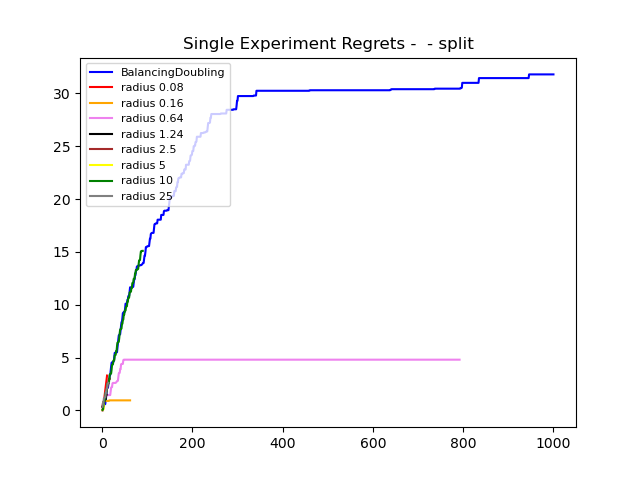 Single Experiment Regrets -  - split
BalancingDoubling
radius 0.08
radius 0.16
radius 0.64
radius 1.24
radius 2.5
radius 5
radius 10
radius 25
30
25
20
15
10
5
0
0 200 400 600 800 1000